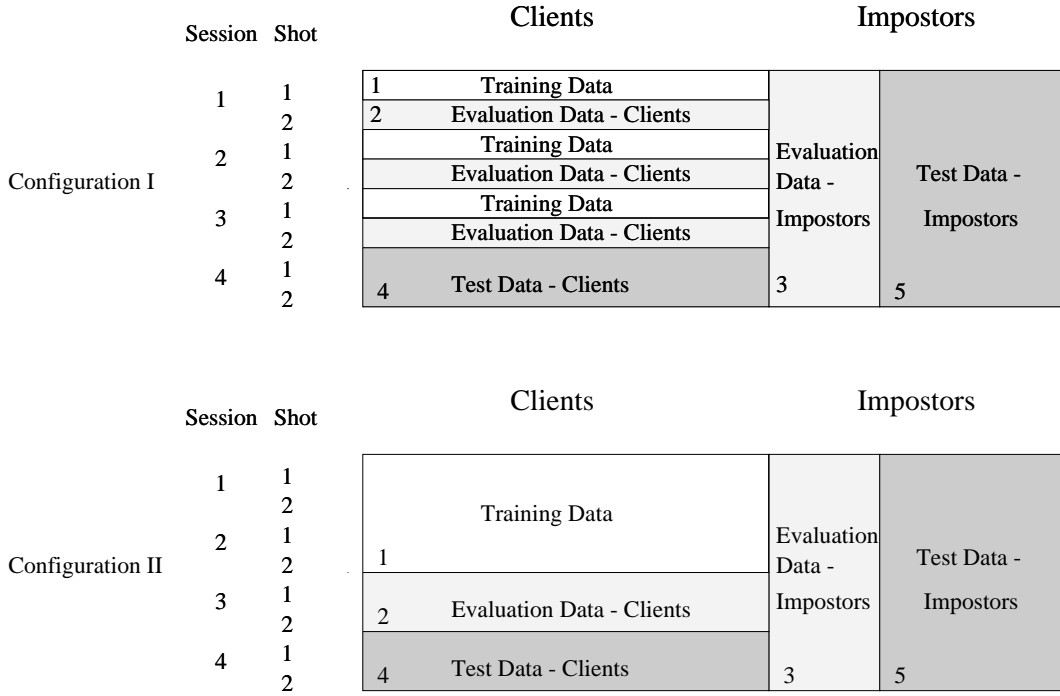 Clients Impostors
Session Shot
1 1 1 Training Data
2 2 Evaluation Data - Clients
2 1 Training Data Evaluation
Configuration I 2 Evaluation Data - Clients Data - Test Data -
3 1 Training Data Impostors Impostors
2 Evaluation Data - Clients
4 1 Test Data - Clients
2 4 3 5
Clients Impostors
Session Shot
1 1
2 Training Data
2 1 Evaluation
Configuration II 2 1 Data - Test Data -
3 1 Evaluation Data - Clients Impostors Impostors
2 2
4 1 Test Data - Clients
2 4 3 5